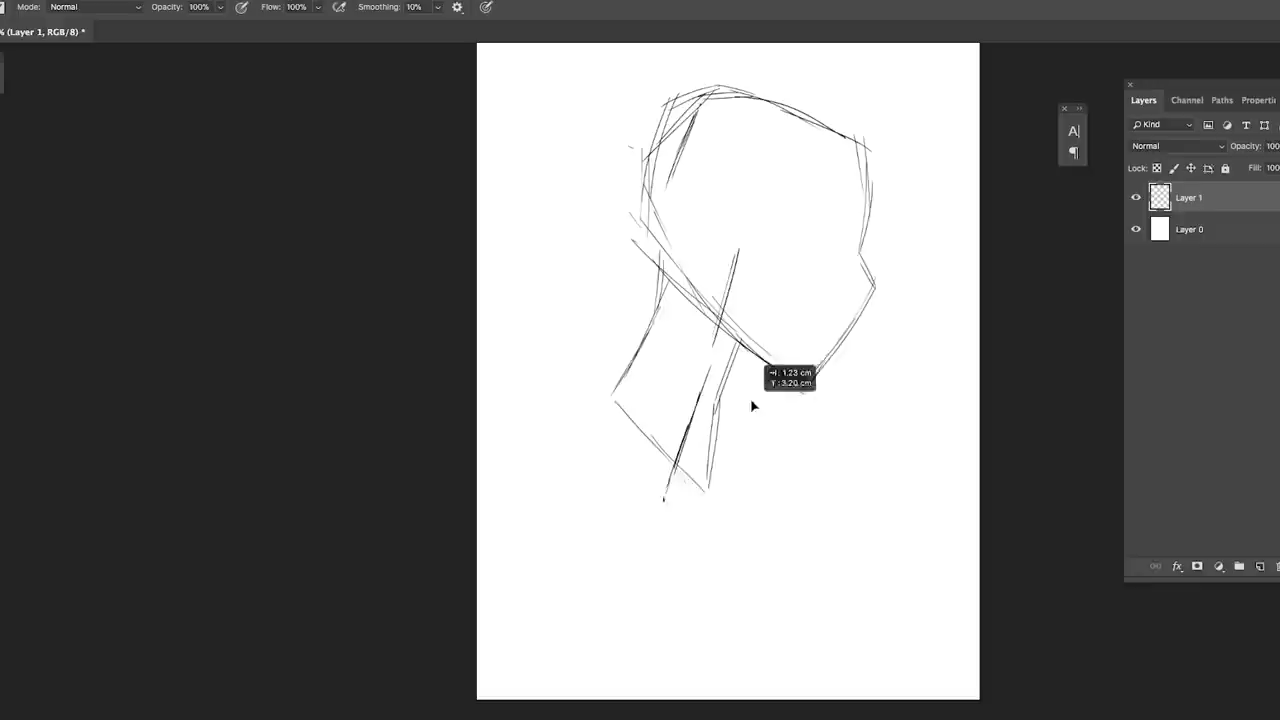 Mode: Normal Opacity: 100% Flow: 100% Smoothing: 10%
% (Layer 1, RGB/8) *
Layers Channel Paths Properti
Kind T
A|
¶
Normal Opacity: 100
Lock: Fill: 100
Layer 1
Layer 0
fx